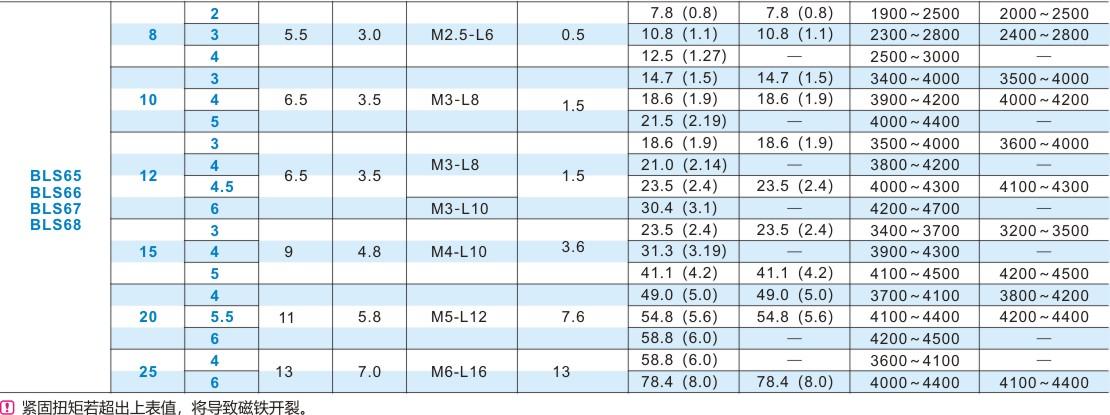 2 7.8 (0.8) 7.8 (0.8) 1900~2500 2000~2500
8 3 5.5 3.0 M2.5-L6 0.5 10.8 (1.1) 10.8 (1.1) 2300~2800 2400~2800
4 12.5 (1.27) — 2500~3000 —
3 14.7 (1.5) 14.7 (1.5) 3400~4000 3500~4000
10 4 6.5 3.5 M3-L8 1.5 18.6 (1.9) 18.6 (1.9) 3900~4200 4000~4200
5 21.5 (2.19) — 4000~4400 —
3 18.6 (1.9) 18.6 (1.9) 3500~4000 3600~4000
4 M3-L8 21.0 (2.14) — 3800~4200 —
BLS65 12 6.5 3.5 1.5
BLS66 4.5 23.5 (2.4) 23.5 (2.4) 4000~4300 4100~4300
BLS67 6 M3-L10 30.4 (3.1) — 4200~4700 —
BLS68 3 23.5 (2.4) 23.5 (2.4) 3400~3700 3200~3500
15 4 9 4.8 M4-L10 3.6 31.3 (3.19) — 3900~4300 —
5 41.1 (4.2) 41.1 (4.2) 4100~4500 4200~4500
4 49.0 (5.0) 49.0 (5.0) 3700~4100 3800~4200
20 5.5 11 5.8 M5-L12 7.6 54.8 (5.6) 54.8 (5.6) 4100~4400 4200~4400
6 58.8 (6.0) — 4200~4500 —
4 58.8 (6.0) — 3600~4100 —
25 13 7.0 M6-L16 13
6 78.4 (8.0) 78.4 (8.0) 4000~4400 4100~4400
! 紧固扭矩若超出上表值，将导致磁铁开裂。